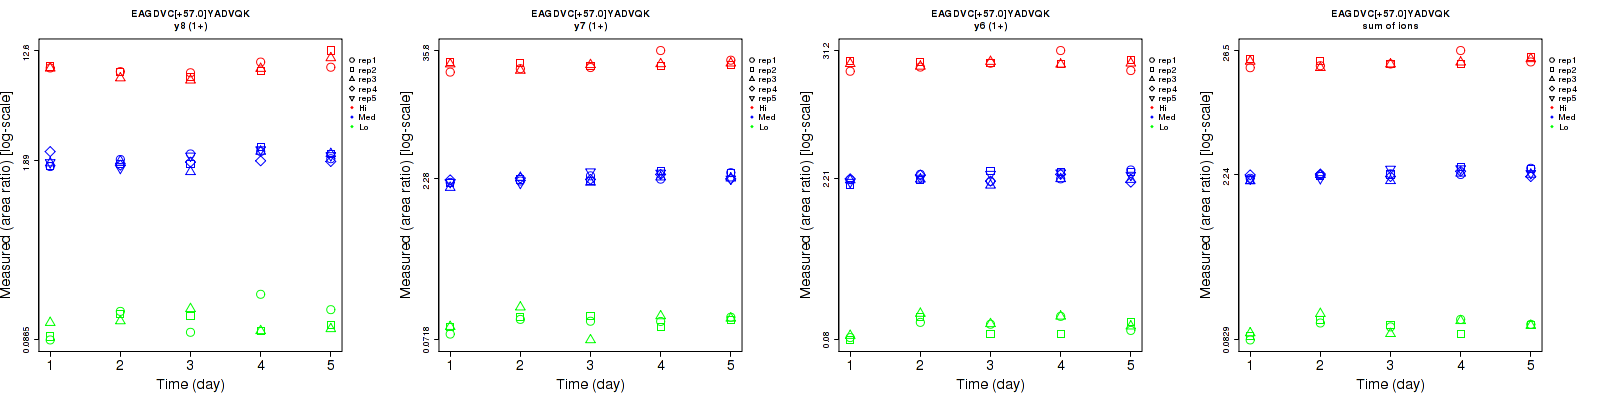 EAGDVC[+57.0]YADVQK
y8 (1+)
Measured (area ratio) [log-scale]
12.6
1.89
0.0865
1 2 3 4 5
Time (day)
rep1
rep2
rep3
rep4
rep5
Hi
Med
Lo
EAGDVC[+57.0]YADVQK
y7 (1+)
Measured (area ratio) [log-scale]
35.8
2.28
0.0718
1 2 3 4 5
Time (day)
rep1
rep2
rep3
rep4
rep5
Hi
Med
Lo
EAGDVC[+57.0]YADVQK
y6 (1+)
Measured (area ratio) [log-scale]
31.2
2.21
0.08
1 2 3 4 5
Time (day)
rep1
rep2
rep3
rep4
rep5
Hi
Med
Lo
EAGDVC[+57.0]YADVQK
sum of ions
Measured (area ratio) [log-scale]
26.5
2.24
0.0829
1 2 3 4 5
Time (day)
rep1
rep2
rep3
rep4
rep5
Hi
Med
Lo